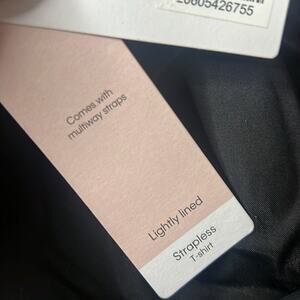 20605426755
Comes with
multiway straps
Lightly lined
Strapless
T-shirt